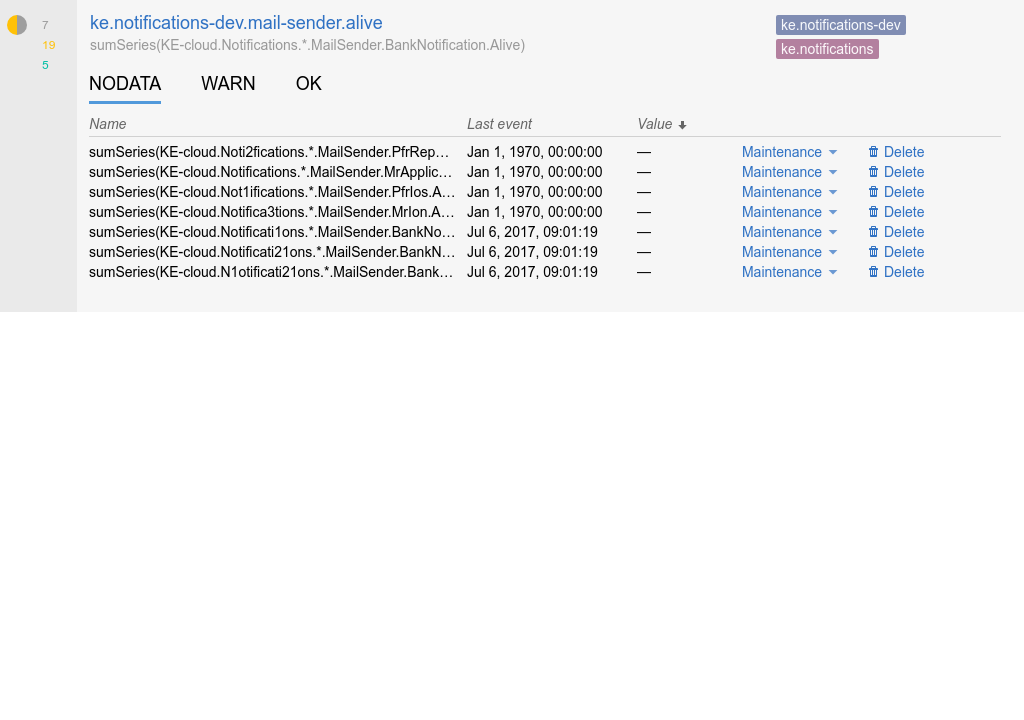 7
19
5
ke.notifications-dev.mail-sender.alive
sumSeries(KE-cloud.Notifications.*.MailSender.BankNotification.Alive)
ke.notifications-dev
ke.notifications
NODATA WARN OK
Name Last event Value
sumSeries(KE-cloud.Noti2fications.*.MailSender.PfrRep… Jan 1, 1970, 00:00:00 — Maintenance Delete
sumSeries(KE-cloud.Notifications.*.MailSender.MrApplic… Jan 1, 1970, 00:00:00 — Maintenance Delete
sumSeries(KE-cloud.Not1ifications.*.MailSender.PfrIos.A… Jan 1, 1970, 00:00:00 — Maintenance Delete
sumSeries(KE-cloud.Notifica3tions.*.MailSender.MrIon.A… Jan 1, 1970, 00:00:00 — Maintenance Delete
sumSeries(KE-cloud.Notificati1ons.*.MailSender.BankNo… Jul 6, 2017, 09:01:19 — Maintenance Delete
sumSeries(KE-cloud.Notificati21ons.*.MailSender.BankN… Jul 6, 2017, 09:01:19 — Maintenance Delete
sumSeries(KE-cloud.N1otificati21ons.*.MailSender.Bank… Jul 6, 2017, 09:01:19 — Maintenance Delete